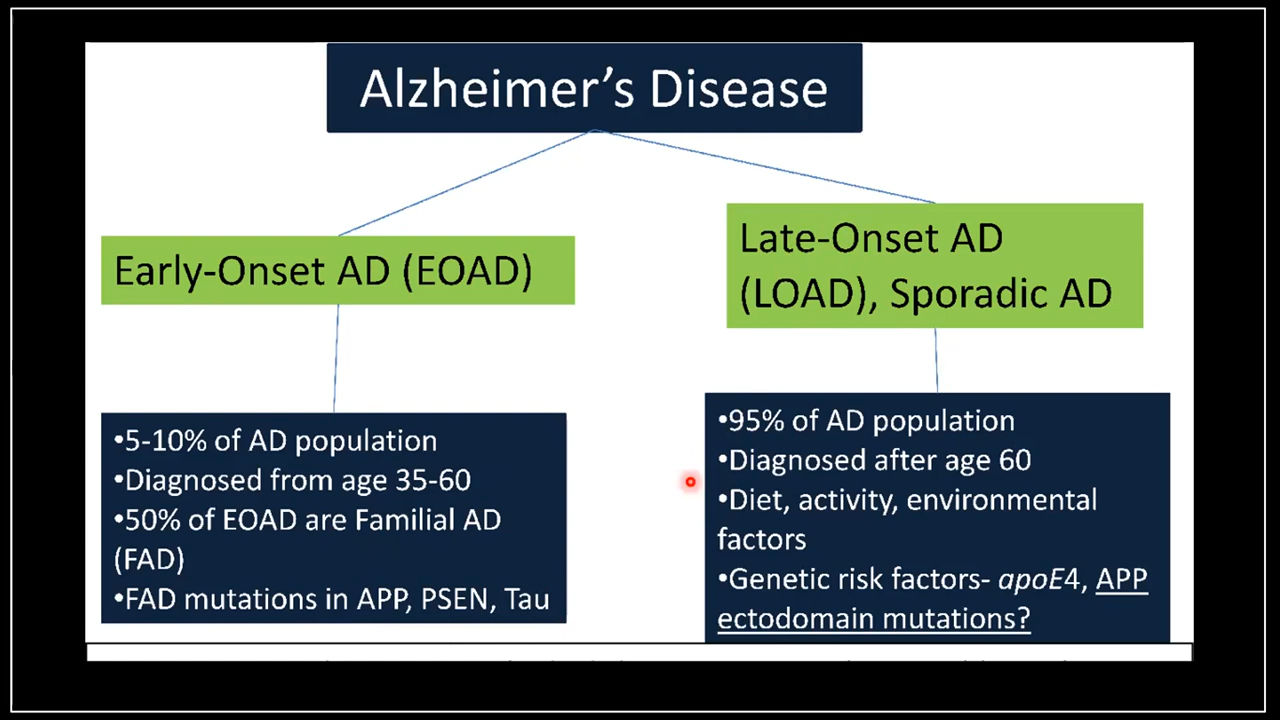 Alzheimer’s Disease
Early-Onset AD (EOAD)
•5-10% of AD population
•Diagnosed from age 35-60
•50% of EOAD are Familial AD
(FAD)
•FAD mutations in APP, PSEN, Tau
Late-Onset AD
(LOAD), Sporadic AD
•95% of AD population
•Diagnosed after age 60
•Diet, activity, environmental
factors
•Genetic risk factors- apoE4, APP
ectodomain mutations?